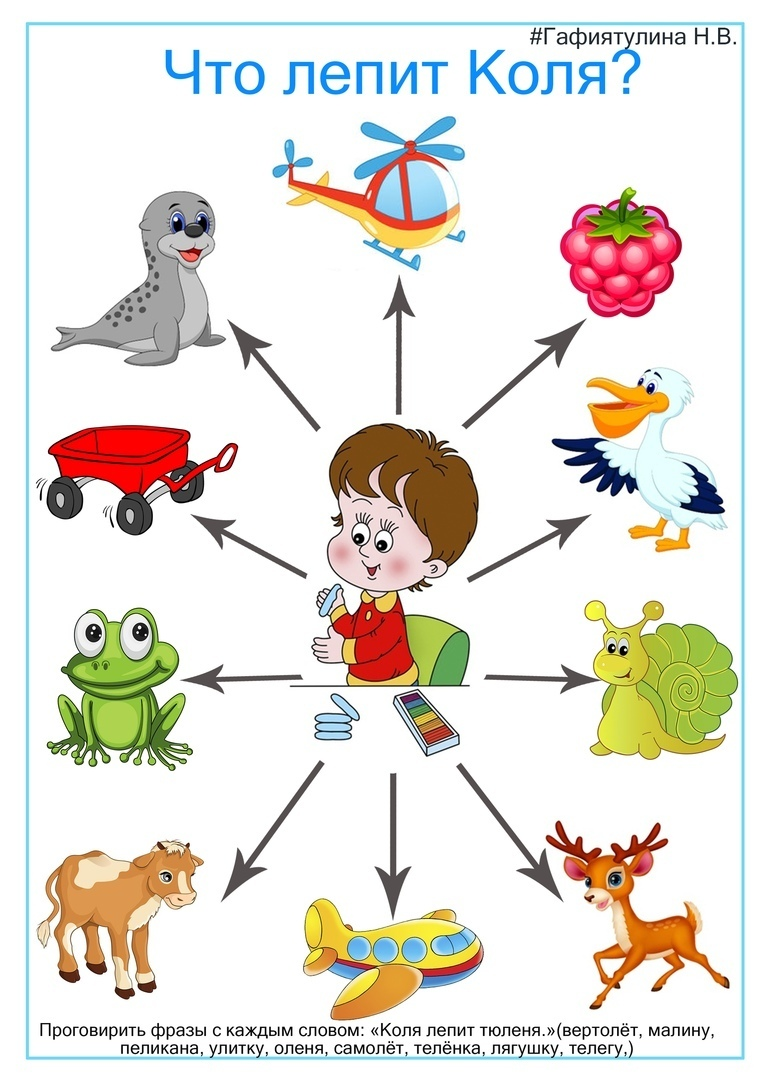 #Гафиятулина Н.В.
Что лепит Коля?
Проговирить фразы с каждым словом: «Коля лепит тюленя.»(вертолёт, малину,
пеликана, улитку, оленя, самолёт, телёнка, лягушку, телегу,)